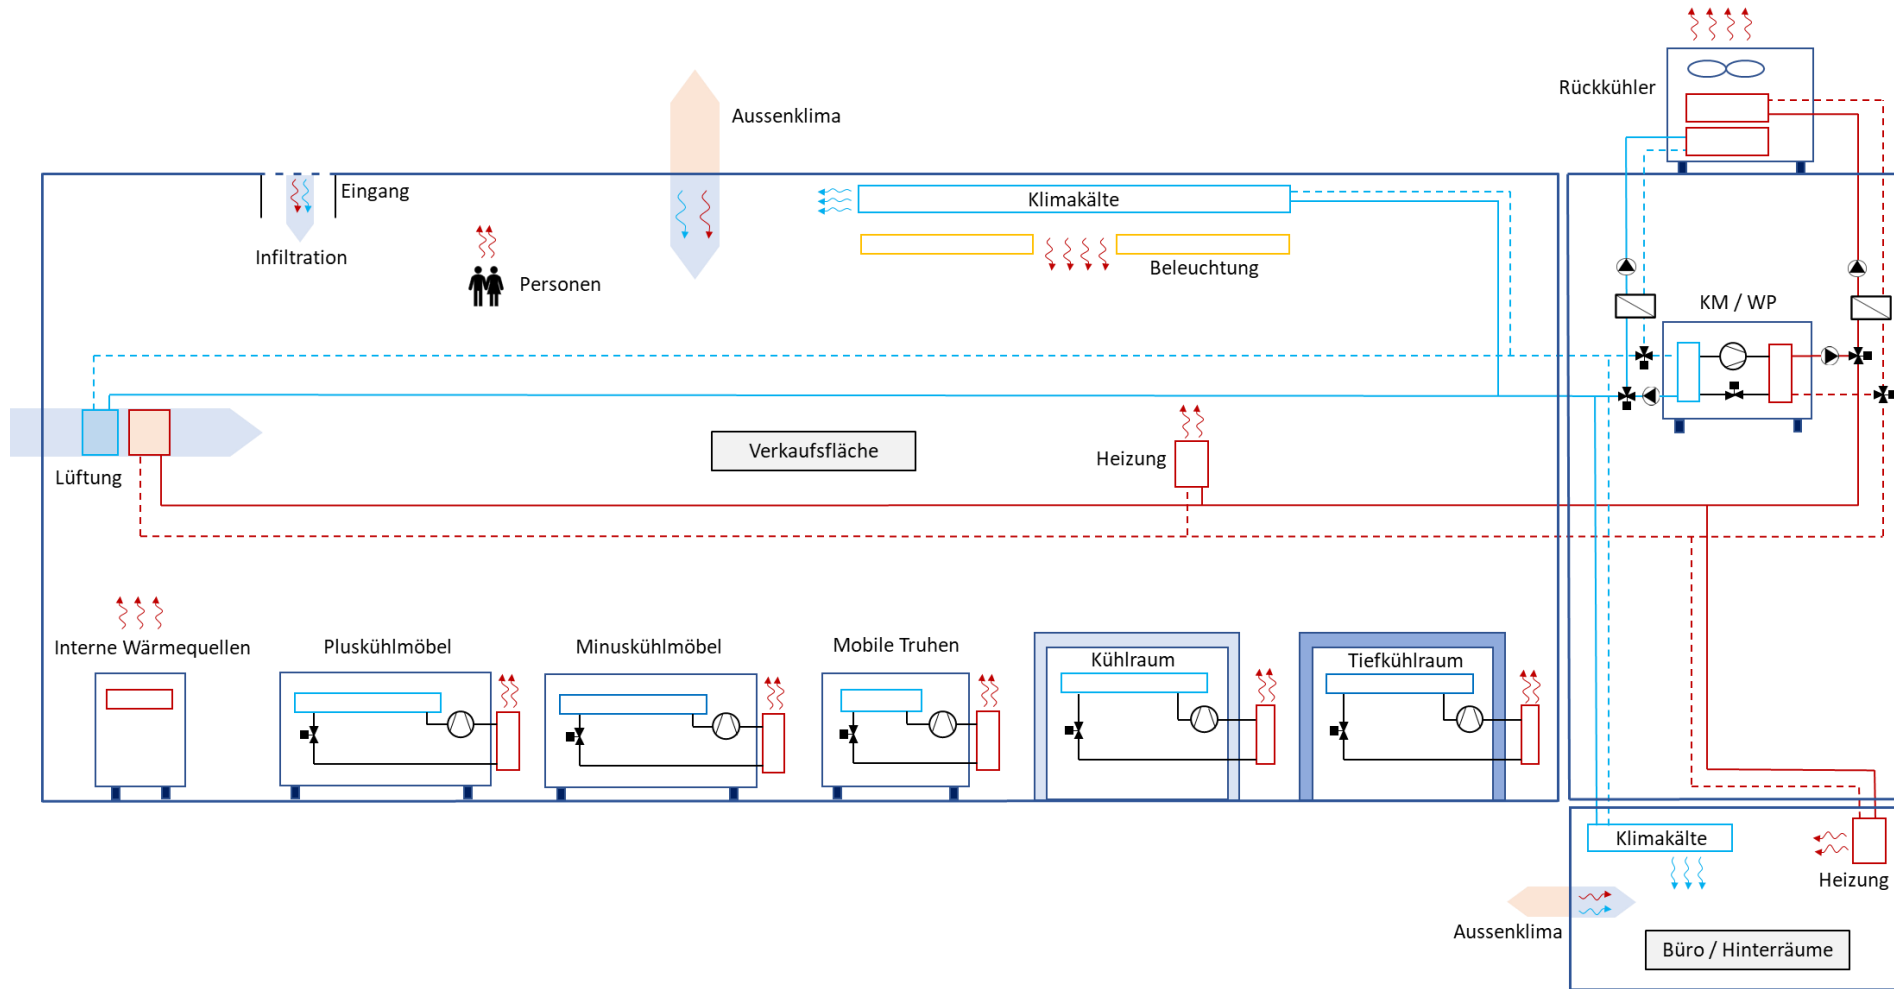 Rückkühler
Aussenklima
Eingang
Klimakälte
Infiltration
Personen
Beleuchtung
KM / WP
Verkaufsfläche
Heizung
Lüftung
Interne Wärmequellen
Pluskühlmöbel
Minuskühlmöbel
Mobile Truhen
Kühlraum
Tiefkühlraum
Klimakälte
Heizung
Aussenklima
Büro / Hinterräume